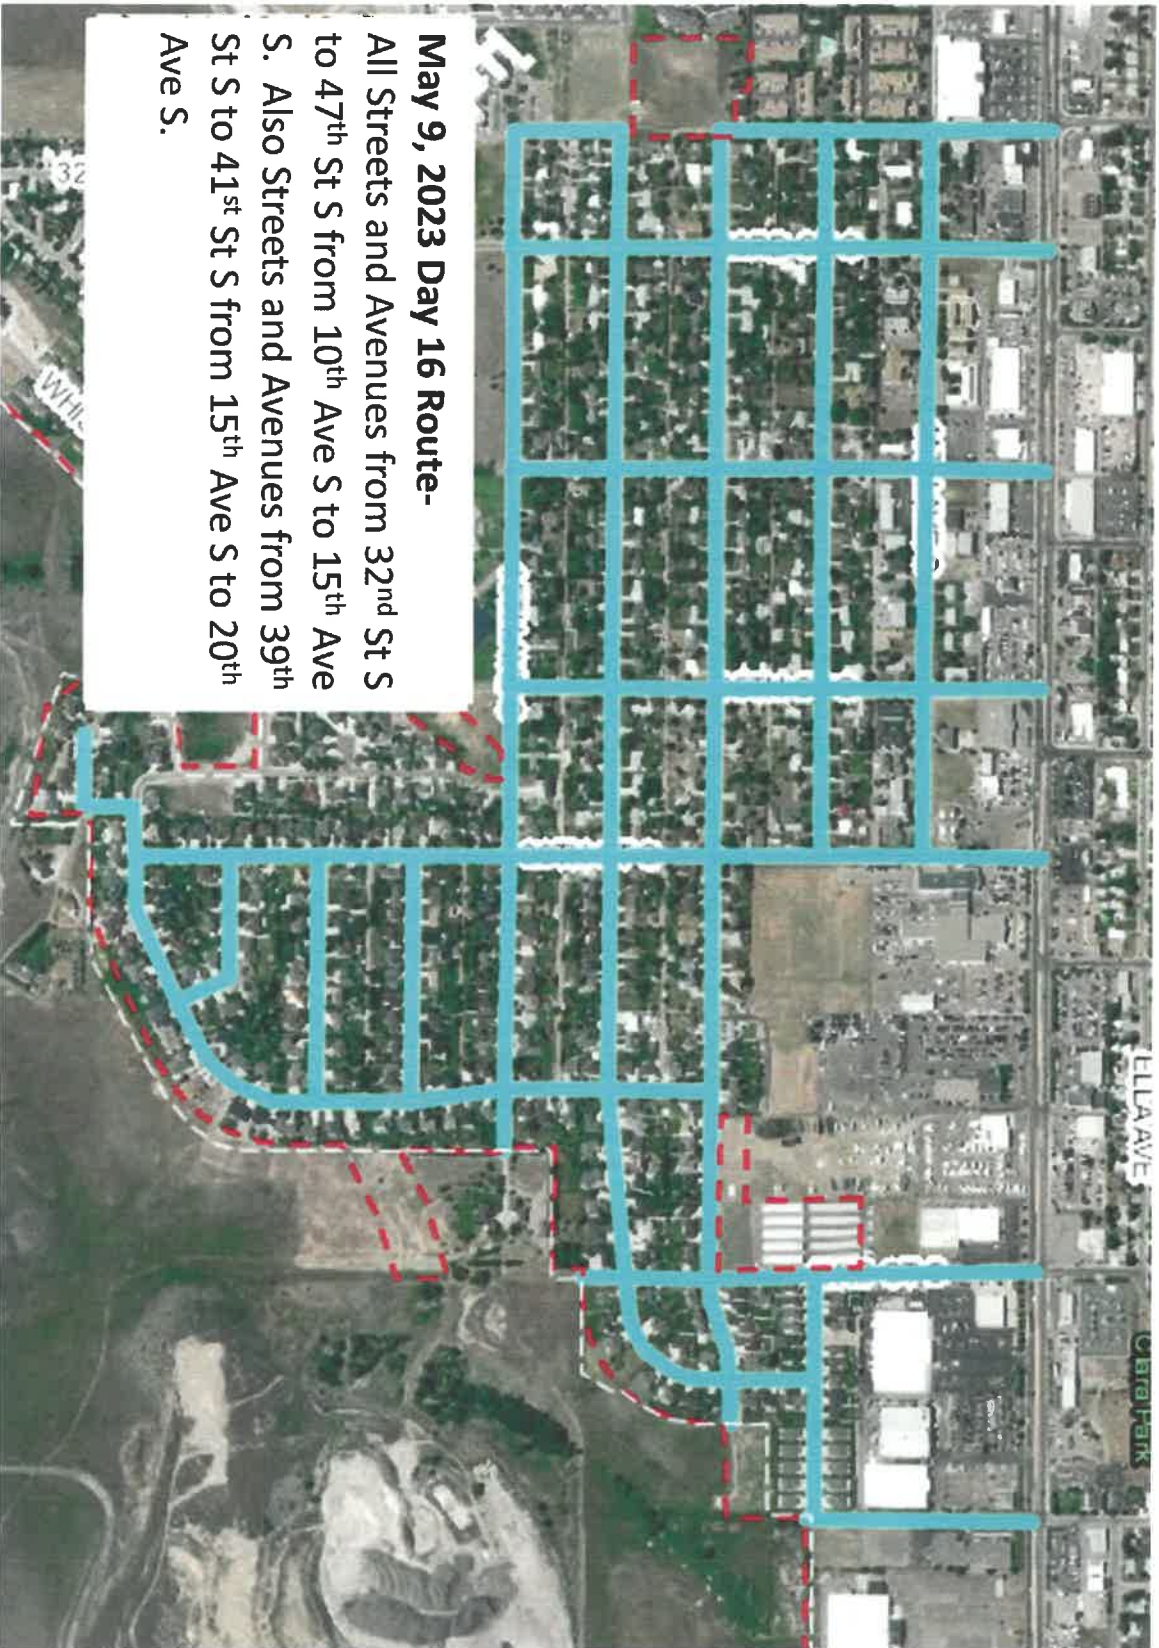 May 9, 2023 Day 16 Route-
All Streets and Avenues from 32nd St S
to 47th St S from 10th Ave S to 15th Ave
S. Also Streets and Avenues from 39th
St S to 41st St S from 15th Ave S to 20th
Ave S.
ELLA AVE
Clara Park
32